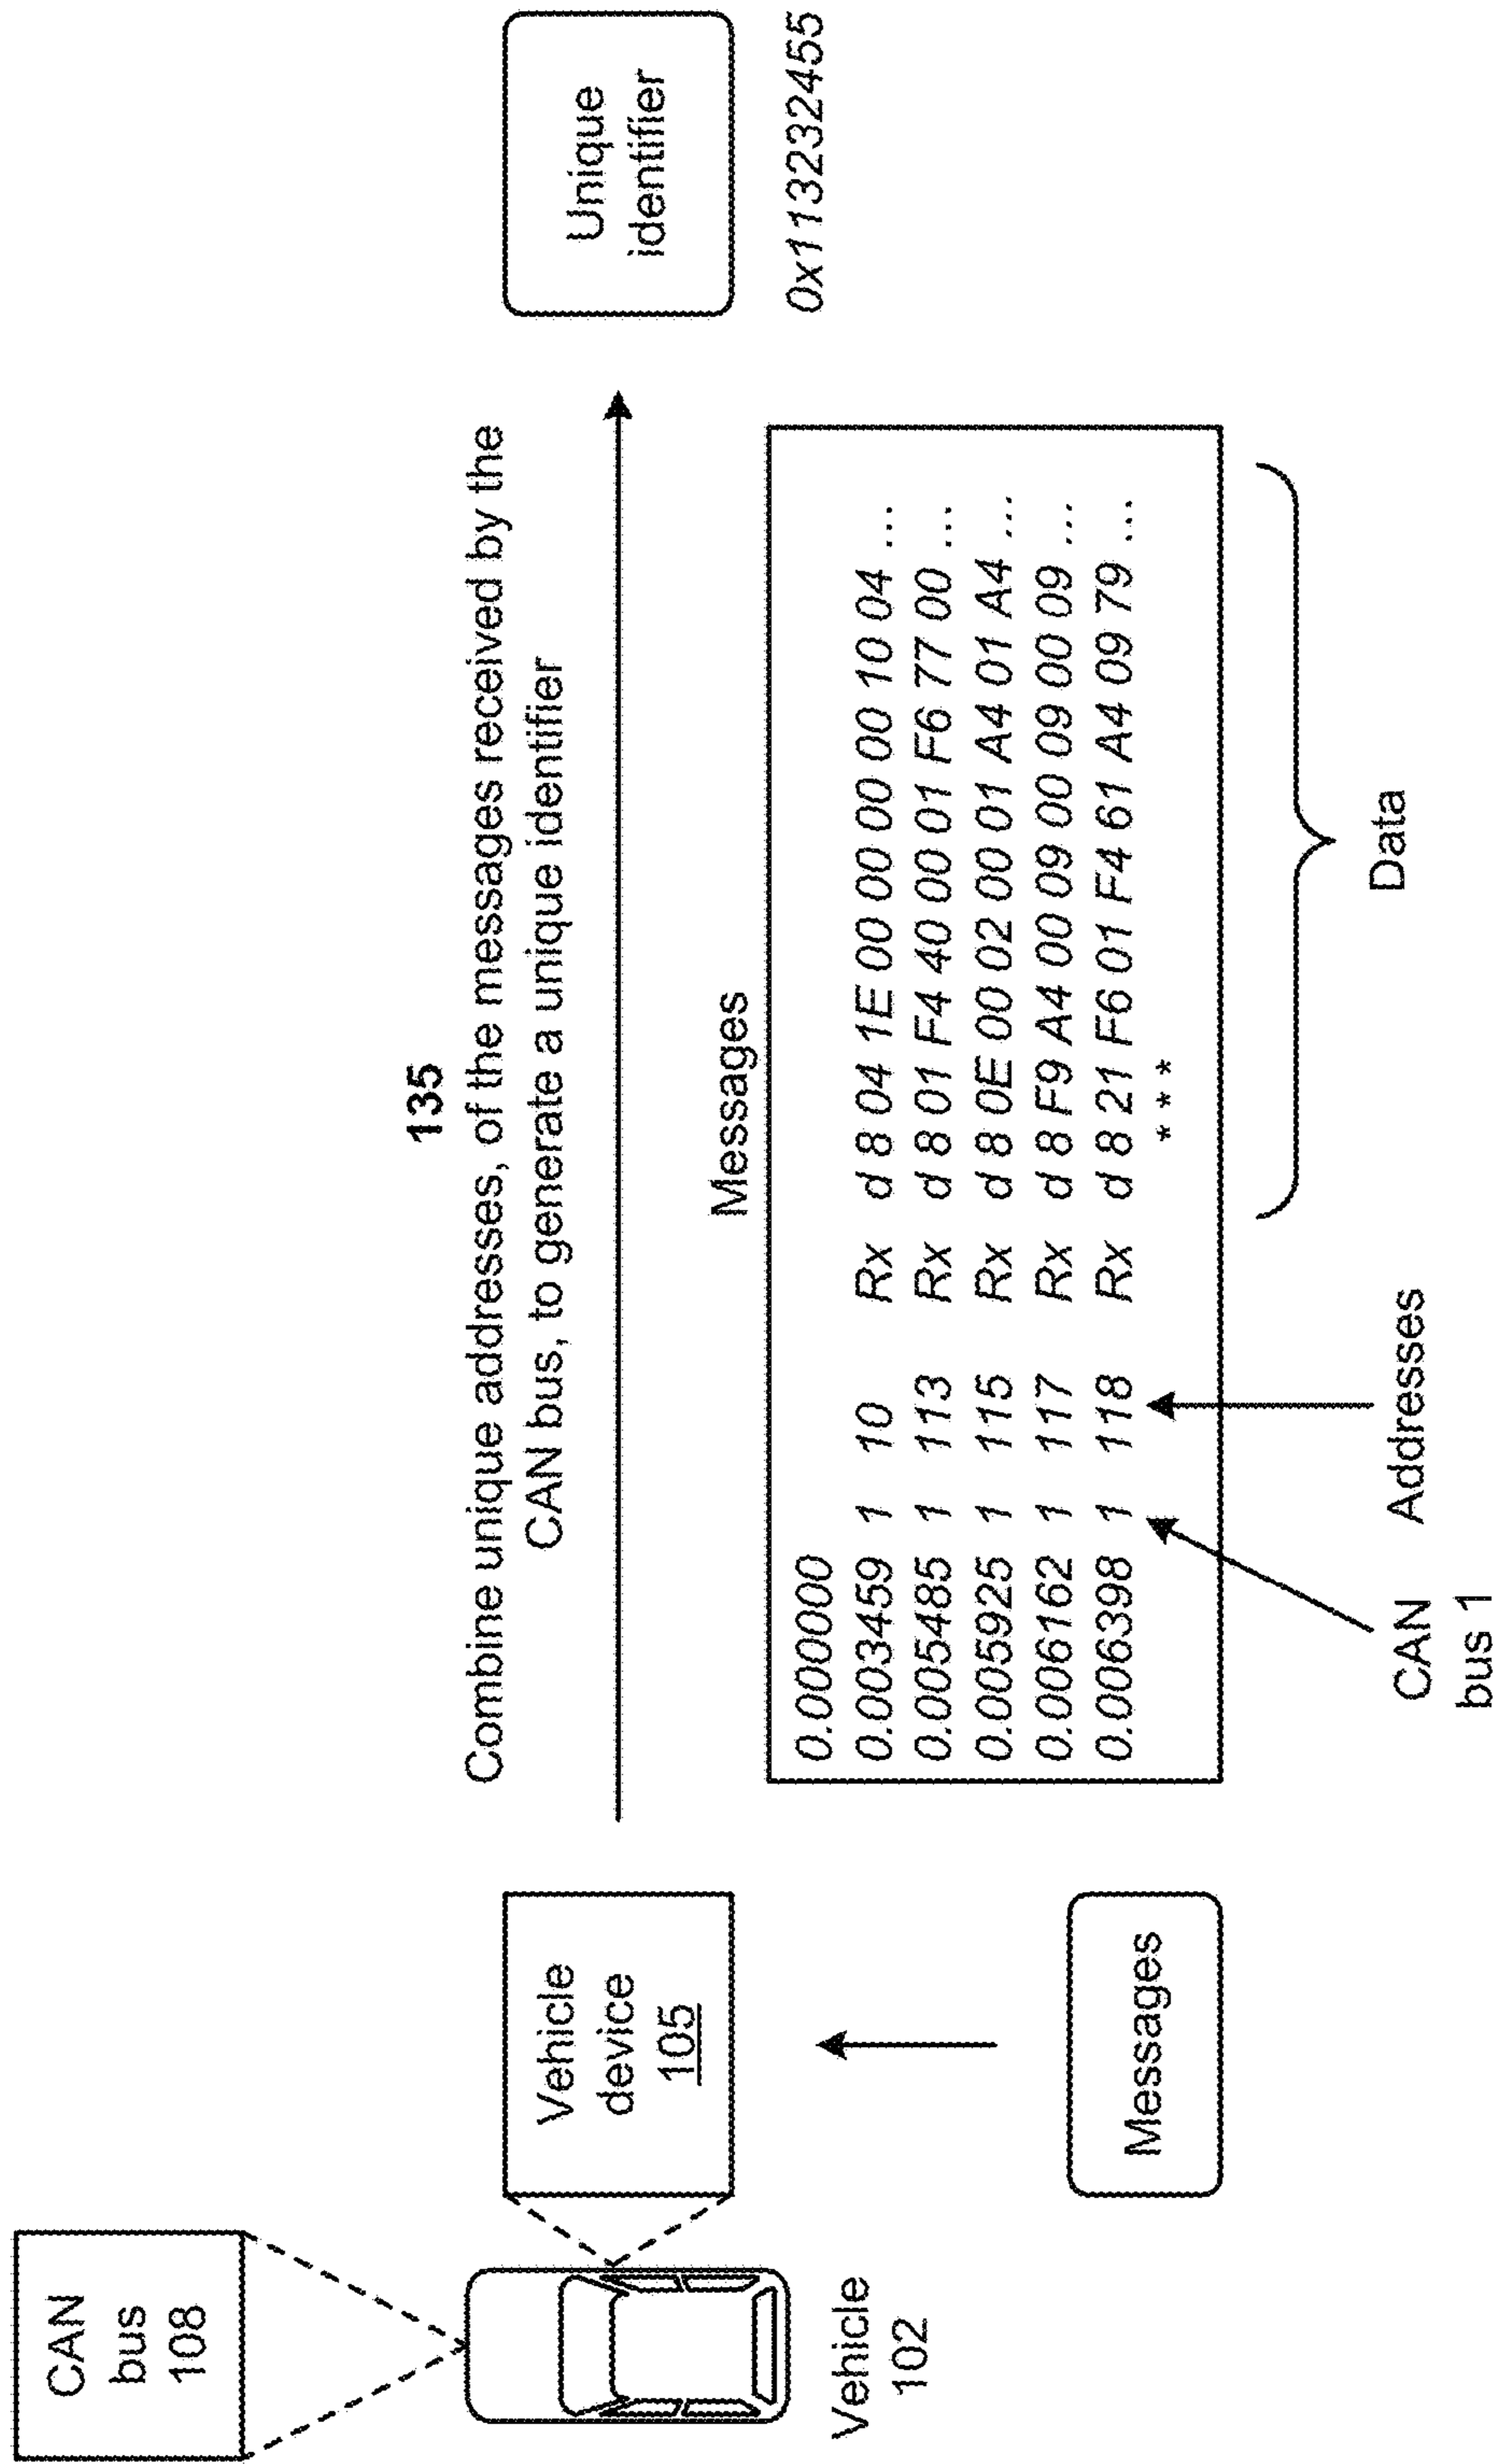 CAN
bus
108
Vehicle
102
Vehicle
device
105
Messages
135
Combine unique addresses, of the messages received by the
CAN bus, to generate a unique identifier
Messages
0.000000
0.003459 1 10 Rx d 8 04 1E 00 00 00 00 10 04 ...
0.005485 1 113 Rx d 8 01 F4 40 00 01 F6 77 00 ...
0.005925 1 115 Rx d 8 0E 00 02 00 01 A4 01 A4 ...
0.006162 1 117 Rx d 8 F9 A4 00 09 00 09 00 09 ...
0.006398 1 118 Rx d 8 21 F6 01 F4 61 A4 09 79 ...
* * *
CAN
bus 1
Addresses
Data
Unique
identifier
0x113232455